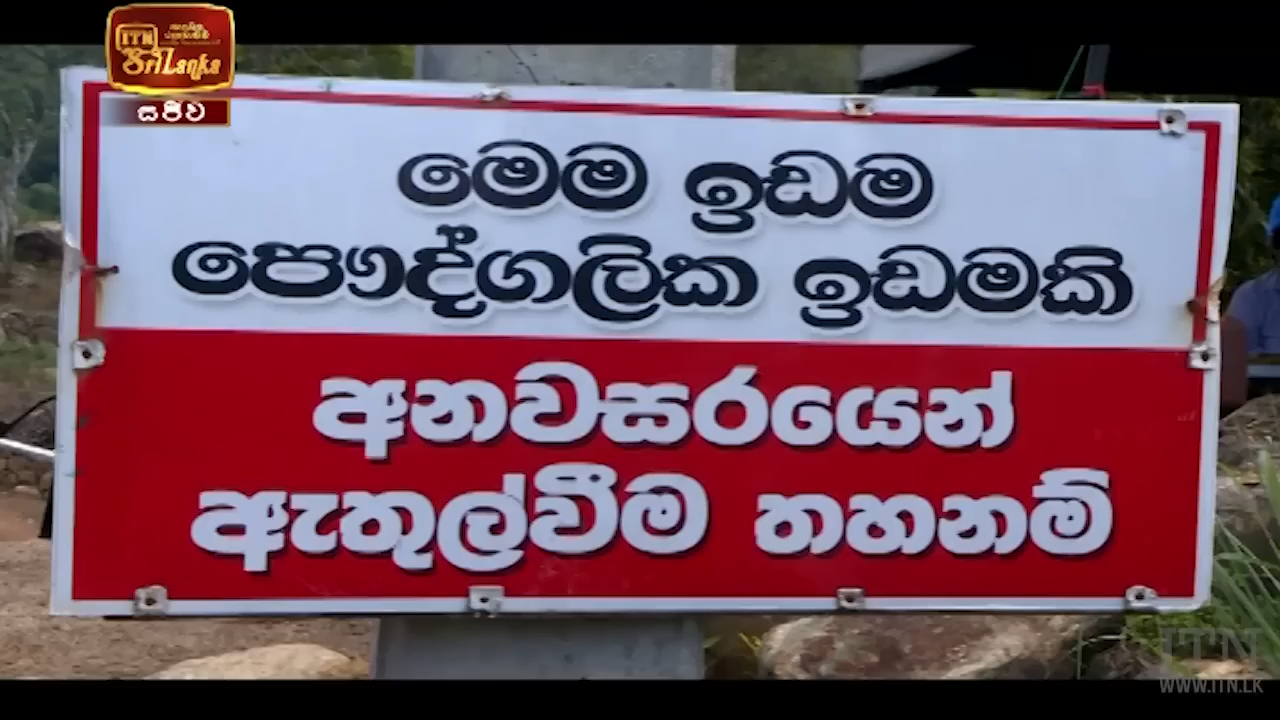 ITN
Sri Lanka
සජීව
මෙම ඉඩම
පෞද්ගලික ඉඩමකි
අනවසරයෙන්
ඇතුල්වීම තහනම්
ITN
WWW.ITN.LK